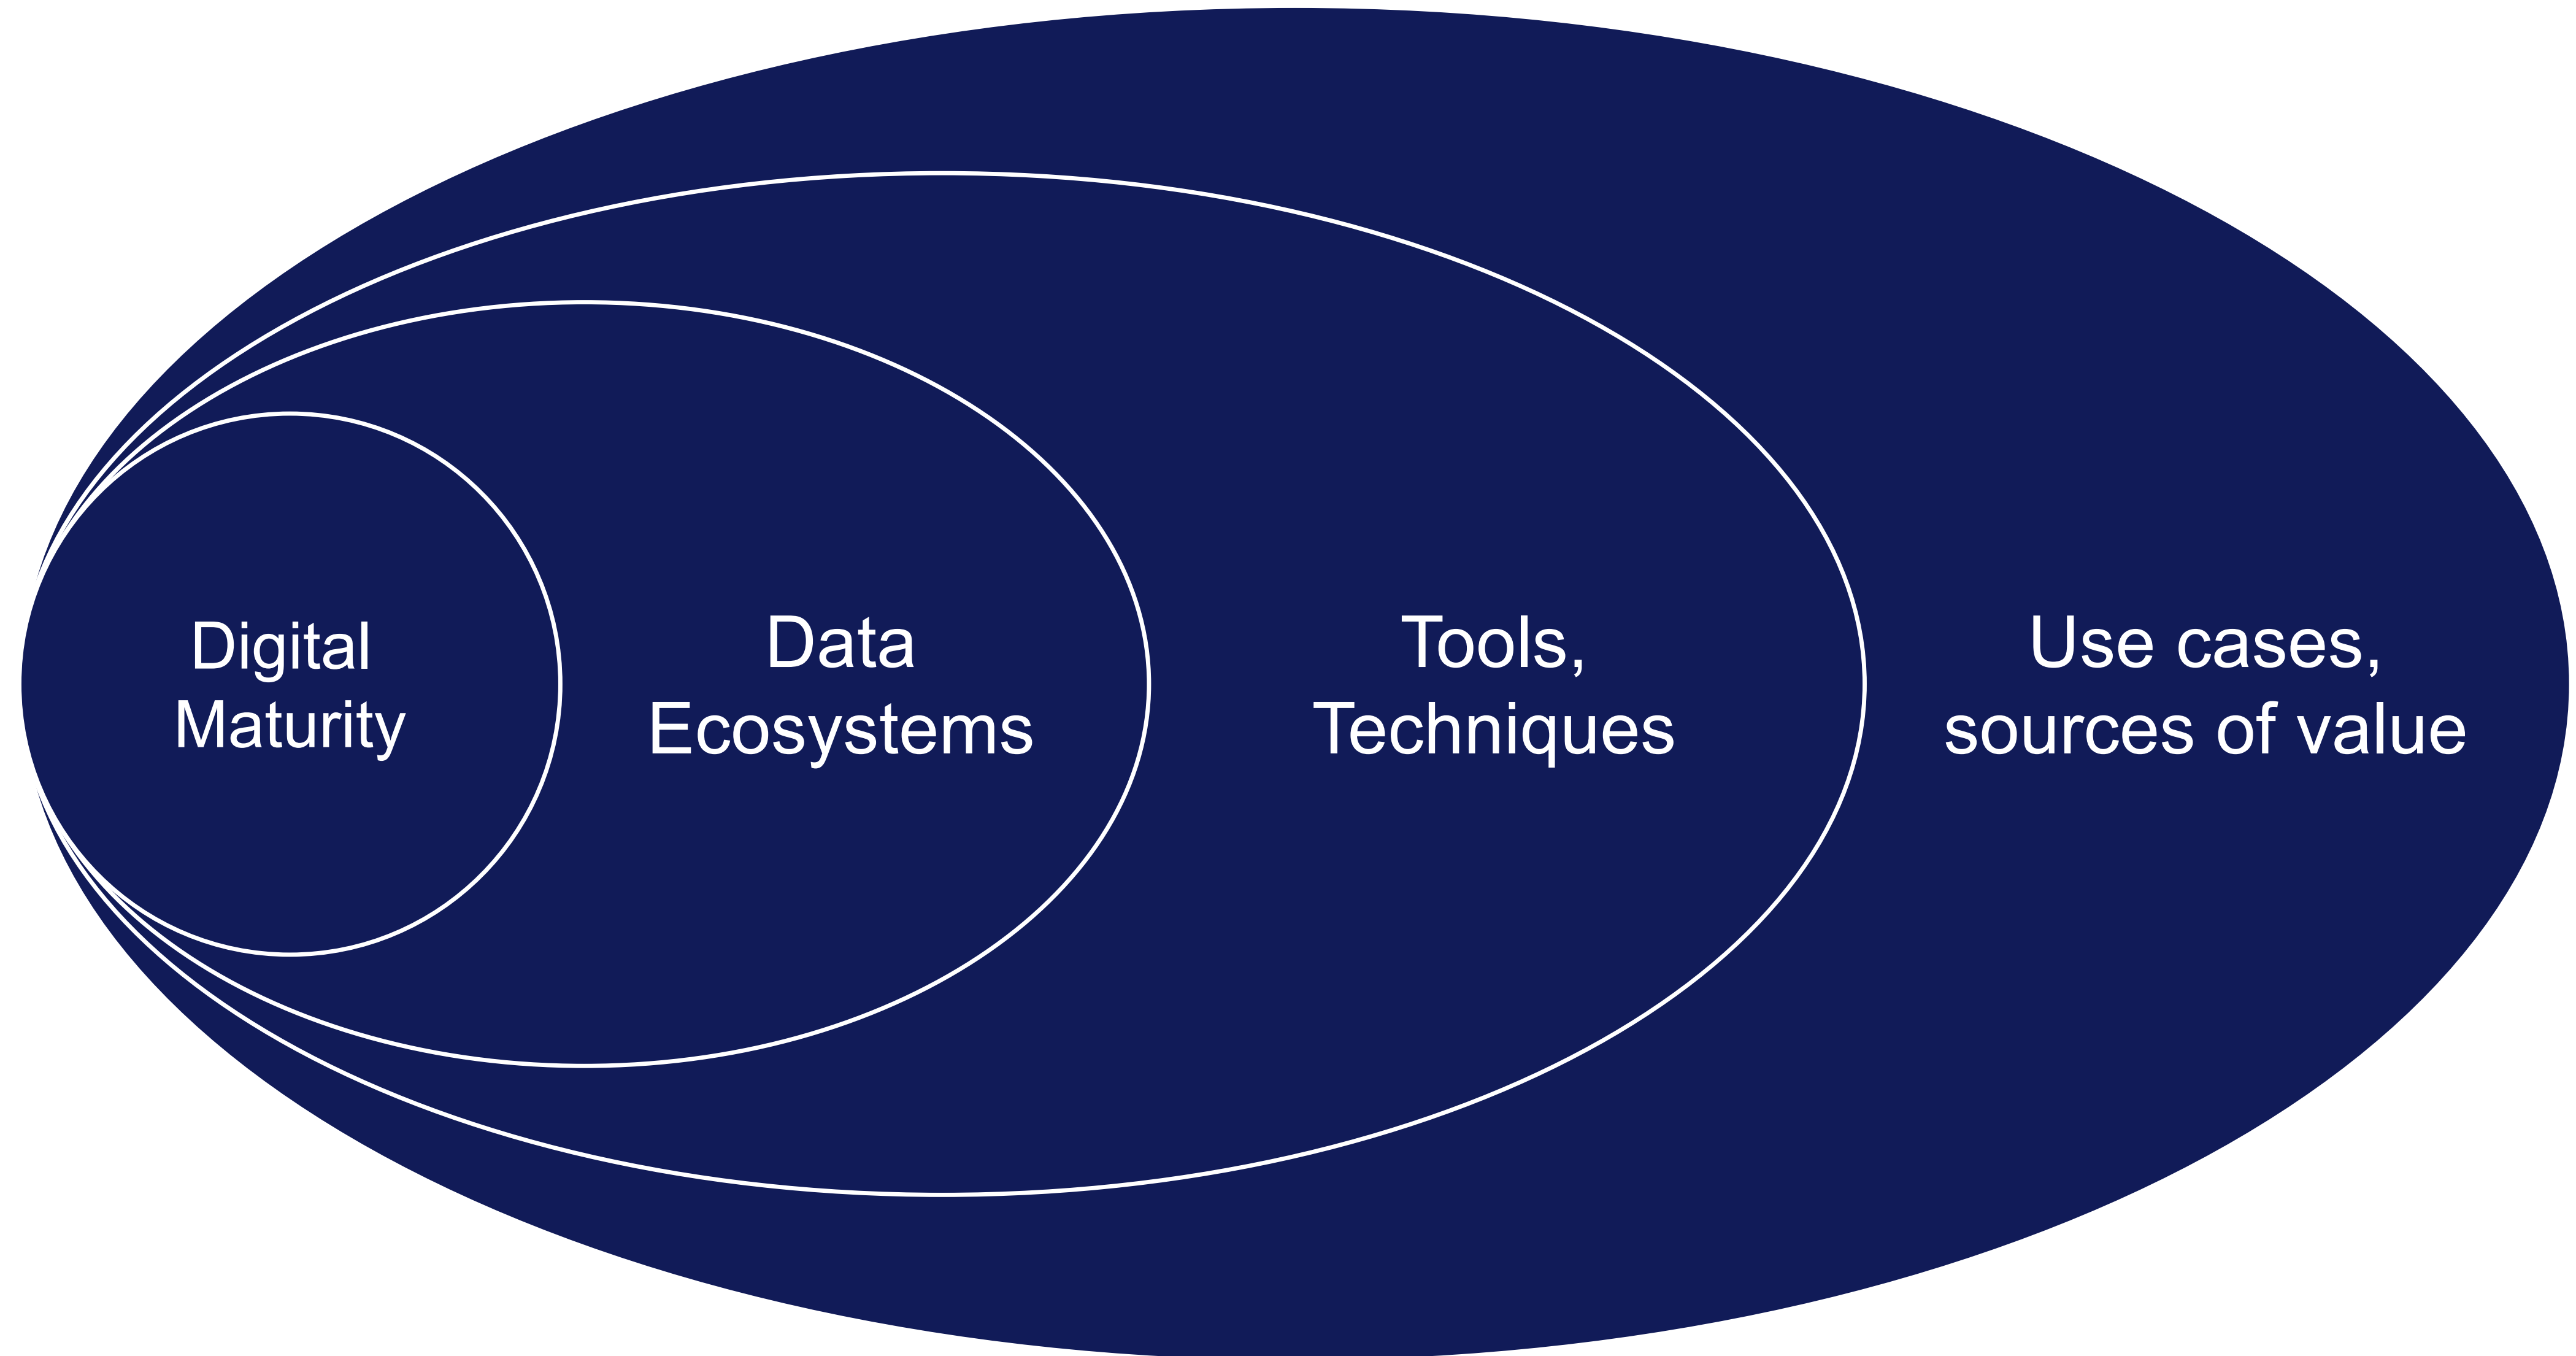 Digital
Maturity
Data
Ecosystems
Tools,
Techniques
Use cases,
sources of value